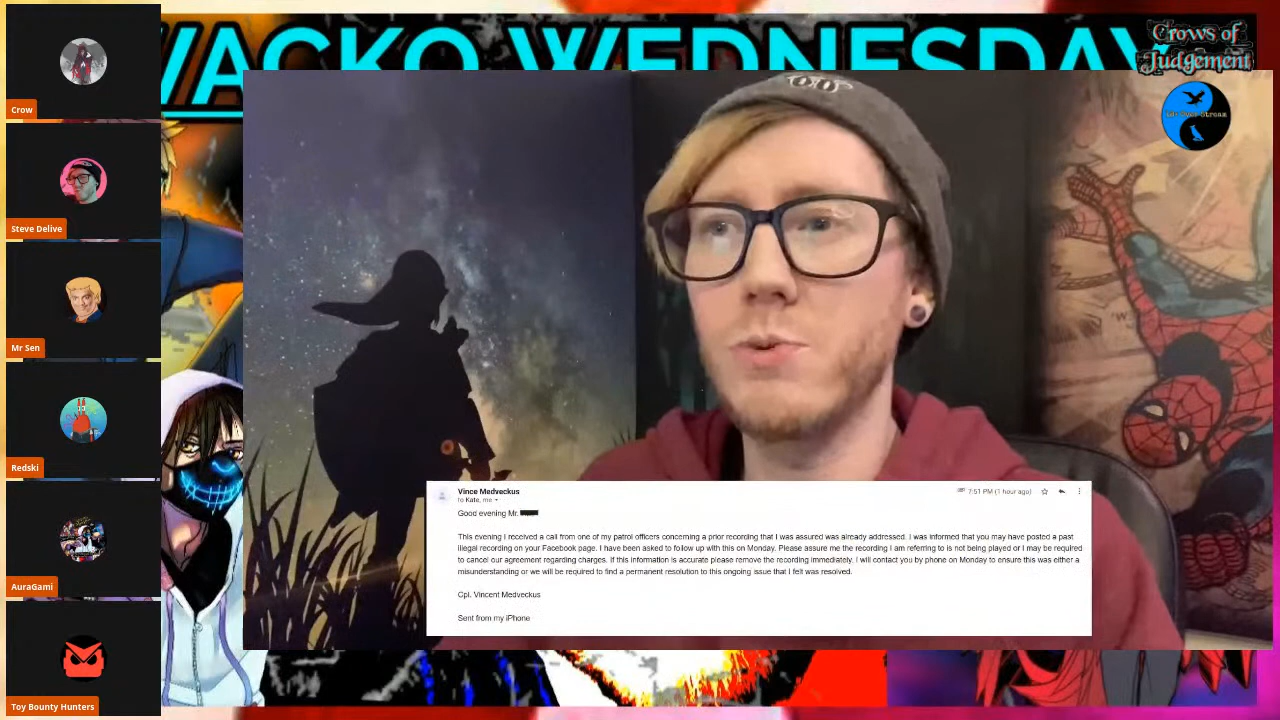 WACKO WEDNESDAY
Crows of
Judgement
Crow
Steve Delive
Mr Sen
Redski
AuraGami
Toy Bounty Hunters
Vince Medveckus
to Kate, me
7:51 PM (1 hour ago)
Good evening Mr.
This evening I received a call from one of my patrol officers concerning a prior recording that I was assured was already addressed. I was informed that you may have posted a past
illegal recording on your Facebook page. I have been asked to follow up with this on Monday. Please assure me the recording I am referring to is not being played or I may be required
to cancel our agreement regarding charges. If this information is accurate please remove the recording immediately. I will contact you by phone on Monday to ensure this was either a
misunderstanding or we will be required to find a permanent resolution to this ongoing issue that I felt was resolved.
Cpl. Vincent Medveckus
Sent from my iPhone